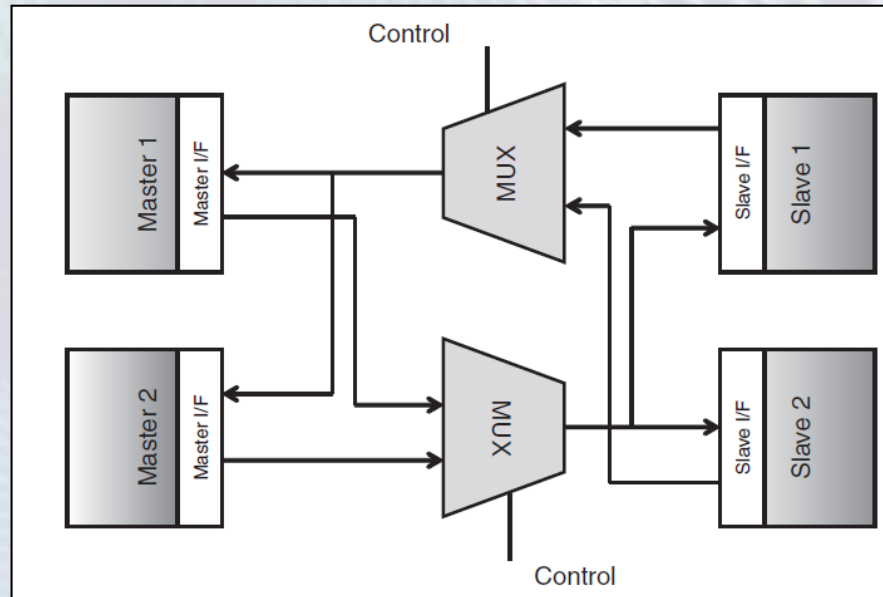 Control
Master 1
Master I/F
MUX
Slave I/F
Slave 1
Master 2
Master I/F
MUX
Slave I/F
Slave 2
Control